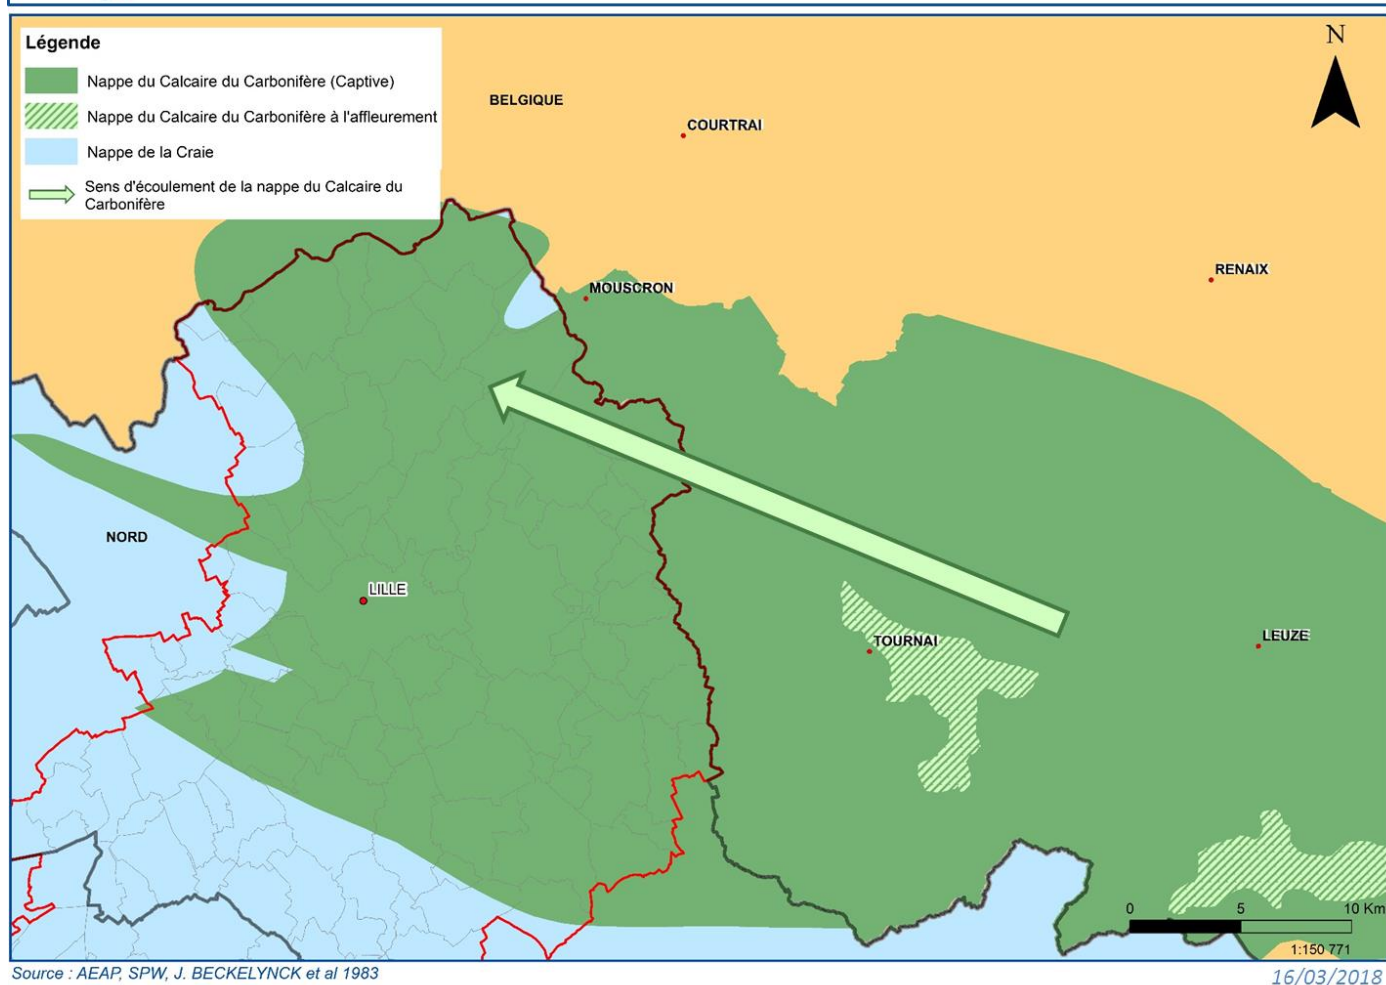 Légende
Nappe du Calcaire du Carbonifère (Captive)
Nappe du Calcaire du Carbonifère à l'affleurement
Nappe de la Craie
Sens d'écoulement de la nappe du Calcaire du
Carbonifère
N
BELGIQUE
COURTRAI
RENAIX
MOUSCRON
NORD
LILLE
TOURNAI
LEUZE
0 5 10 Km
1:150 771
Source : AEAP, SPW, J. BECKELYNCK et al 1983
16/03/2018